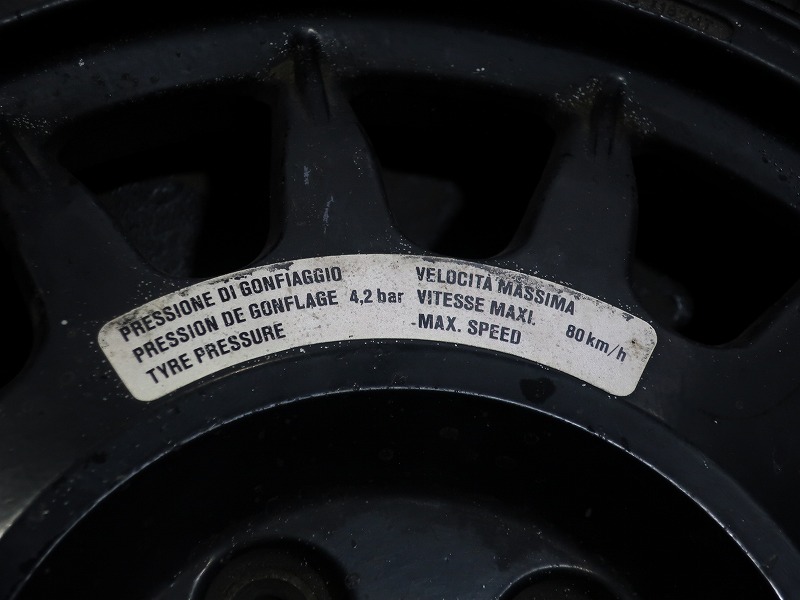 PRESSIONE DI GONFIAGGIO
PRESSION DE GONFLAGE 4,2 bar
TYRE PRESSURE
VELOCITÀ MASSIMA
VITESSE MAXI. 80 km/h
-MAX. SPEED